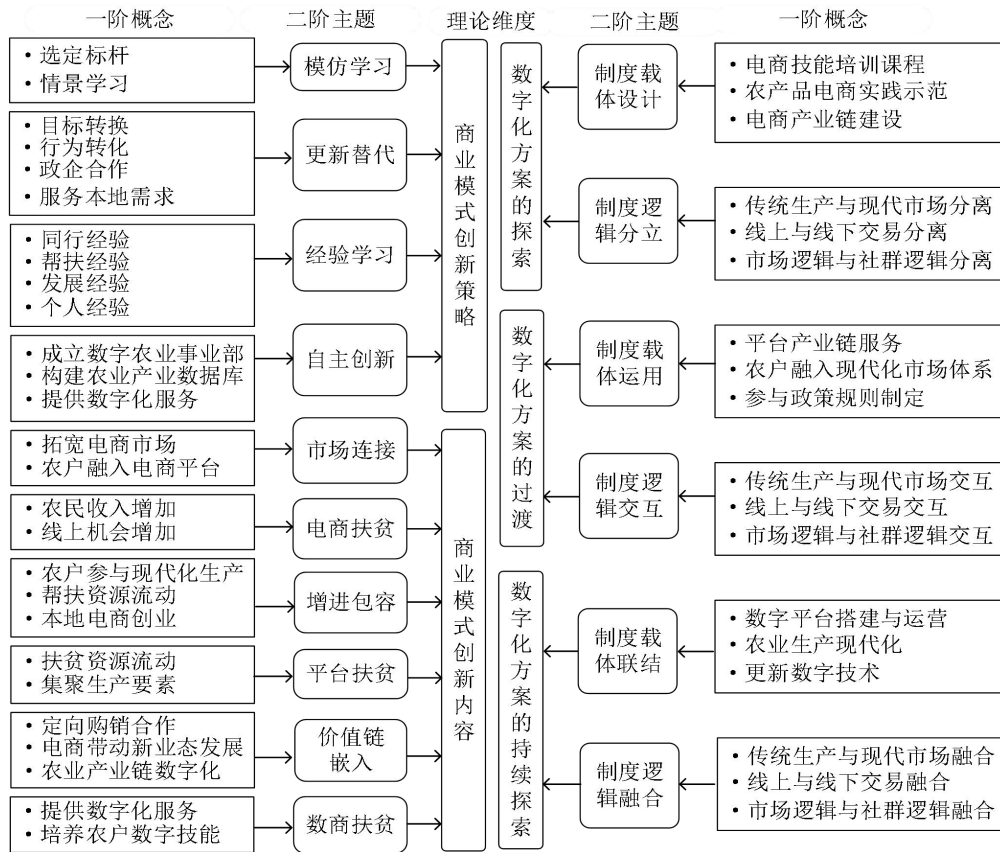 一阶概念
二阶主题
理论维度
二阶主题
一阶概念
• 选定标杆
• 情景学习
模仿学习
• 目标转换
• 行为转化
• 政企合作
• 服务本地需求
更新替代
• 同行经验
• 帮扶经验
• 发展经验
• 个人经验
经验学习
• 成立数字农业事业部
• 构建农业产业数据库
• 提供数字化服务
自主创新
商业模式创新策略
• 拓宽电商市场
• 农户融入电商平台
市场连接
• 农民收入增加
• 线上机会增加
电商扶贫
• 农户参与现代化生产
• 帮扶资源流动
• 本地电商创业
增进包容
• 扶贫资源流动
• 集聚生产要素
平台扶贫
• 定向购销合作
• 电商带动新业态发展
• 农业产业链数字化
价值链
嵌入
• 提供数字化服务
• 培养农户数字技能
数商扶贫
商业模式创新内容
数字化方案的探索
制度载
体设计
• 电商技能培训课程
• 农产品电商实践示范
• 电商产业链建设
制度逻
辑分立
• 传统生产与现代市场分离
• 线上与线下交易分离
• 市场逻辑与社群逻辑分离
数字化方案的过渡
制度载
体运用
• 平台产业链服务
• 农户融入现代化市场体系
• 参与政策规则制定
制度逻
辑交互
• 传统生产与现代市场交互
• 线上与线下交易交互
• 市场逻辑与社群逻辑交互
数字化方案的持续探索
制度载
体联结
• 数字平台搭建与运营
• 农业生产现代化
• 更新数字技术
制度逻
辑融合
• 传统生产与现代市场融合
• 线上与线下交易融合
• 市场逻辑与社群逻辑融合